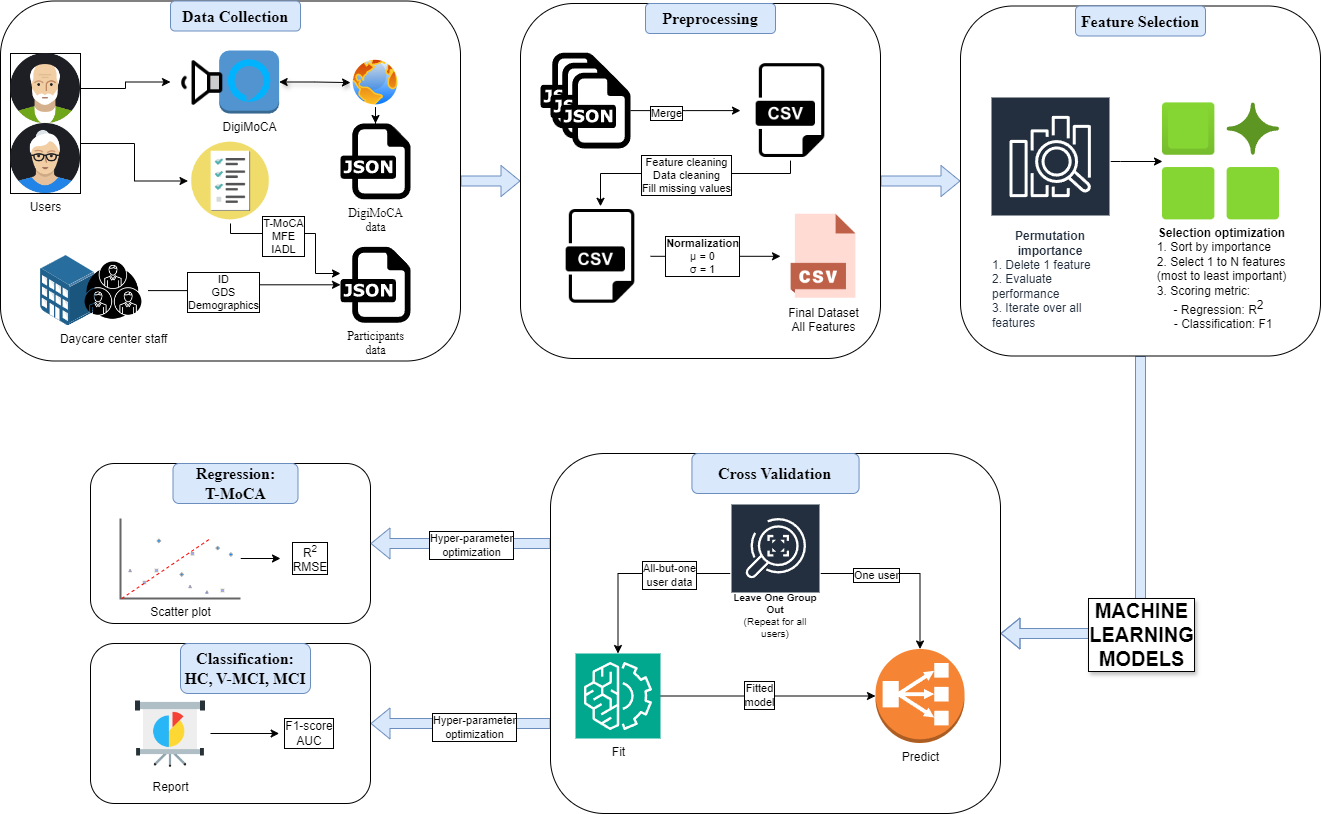 Data Collection
DigiMoCA
Users
JSON
DigiMoCA
data
T-MoCA
MFE
IADL
ID
GDS
Demographics
JSON
Daycare center staff
Participants
data
Preprocessing
JSON
Merge
CSV
Feature cleaning
Data cleaning
Fill missing values
CSV
Normalization
μ = 0
σ = 1
CSV
Final Dataset
All Features
Feature Selection
Permutation
importance
1. Delete 1 feature
2. Evaluate
performance
3. Iterate over all
features
Selection optimization
1. Sort by importance
2. Select 1 to N features
(most to least important)
3. Scoring metric:
- Regression: R²
- Classification: F1
MACHINE
LEARNING
MODELS
Cross Validation
All-but-one
user data
One user
Leave One Group
Out
(Repeat for all
users)
Fit
Fitted
model
Predict
Hyper-parameter
optimization
Hyper-parameter
optimization
Regression:
T-MoCA
R²
RMSE
Scatter plot
Classification:
HC, V-MCI, MCI
F1-score
AUC
Report